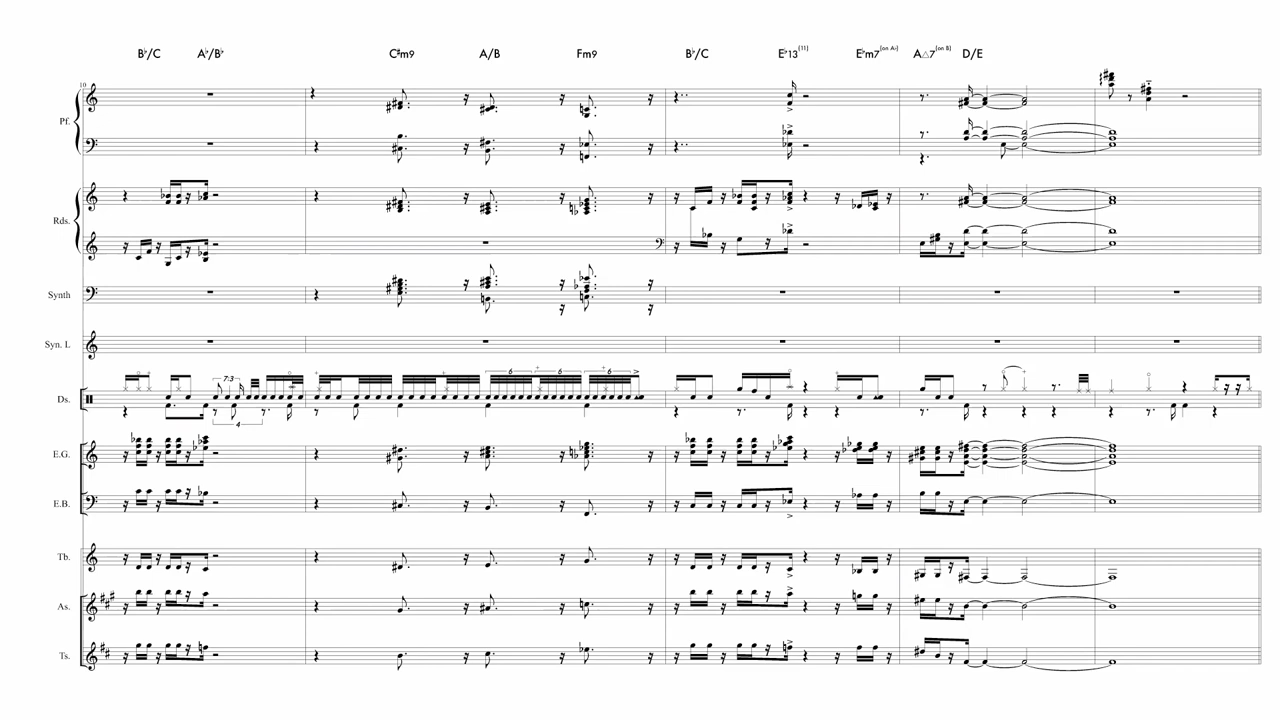 B♭/C A♭/B♭ C♯m9 A/B Fm9 B♭/C E♭13(11) E♭m7(on A♭) A△7(on B) D/E
10
Pf.
Rds.
Synth
Syn. L
7:3 6 6 6
Ds.
4
E.G.
E.B.
Tb.
As.
Ts.